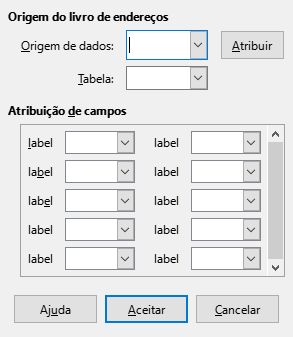 Origem do livro de endereços
Origem de dados: Atribuir
Tabela:
Atribuição de campos
label label
label label
label label
label label
label label
Ajuda Aceitar Cancelar